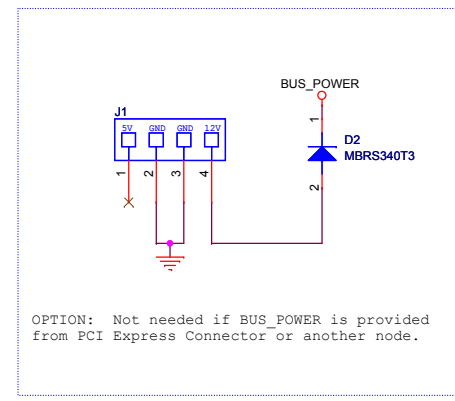 BUS_POWER
J1
5V GND GND 12V
1 2 3 4
1
D2
MBRS340T3
2
OPTION:  Not needed if BUS_POWER is provided
from PCI Express Connector or another node.